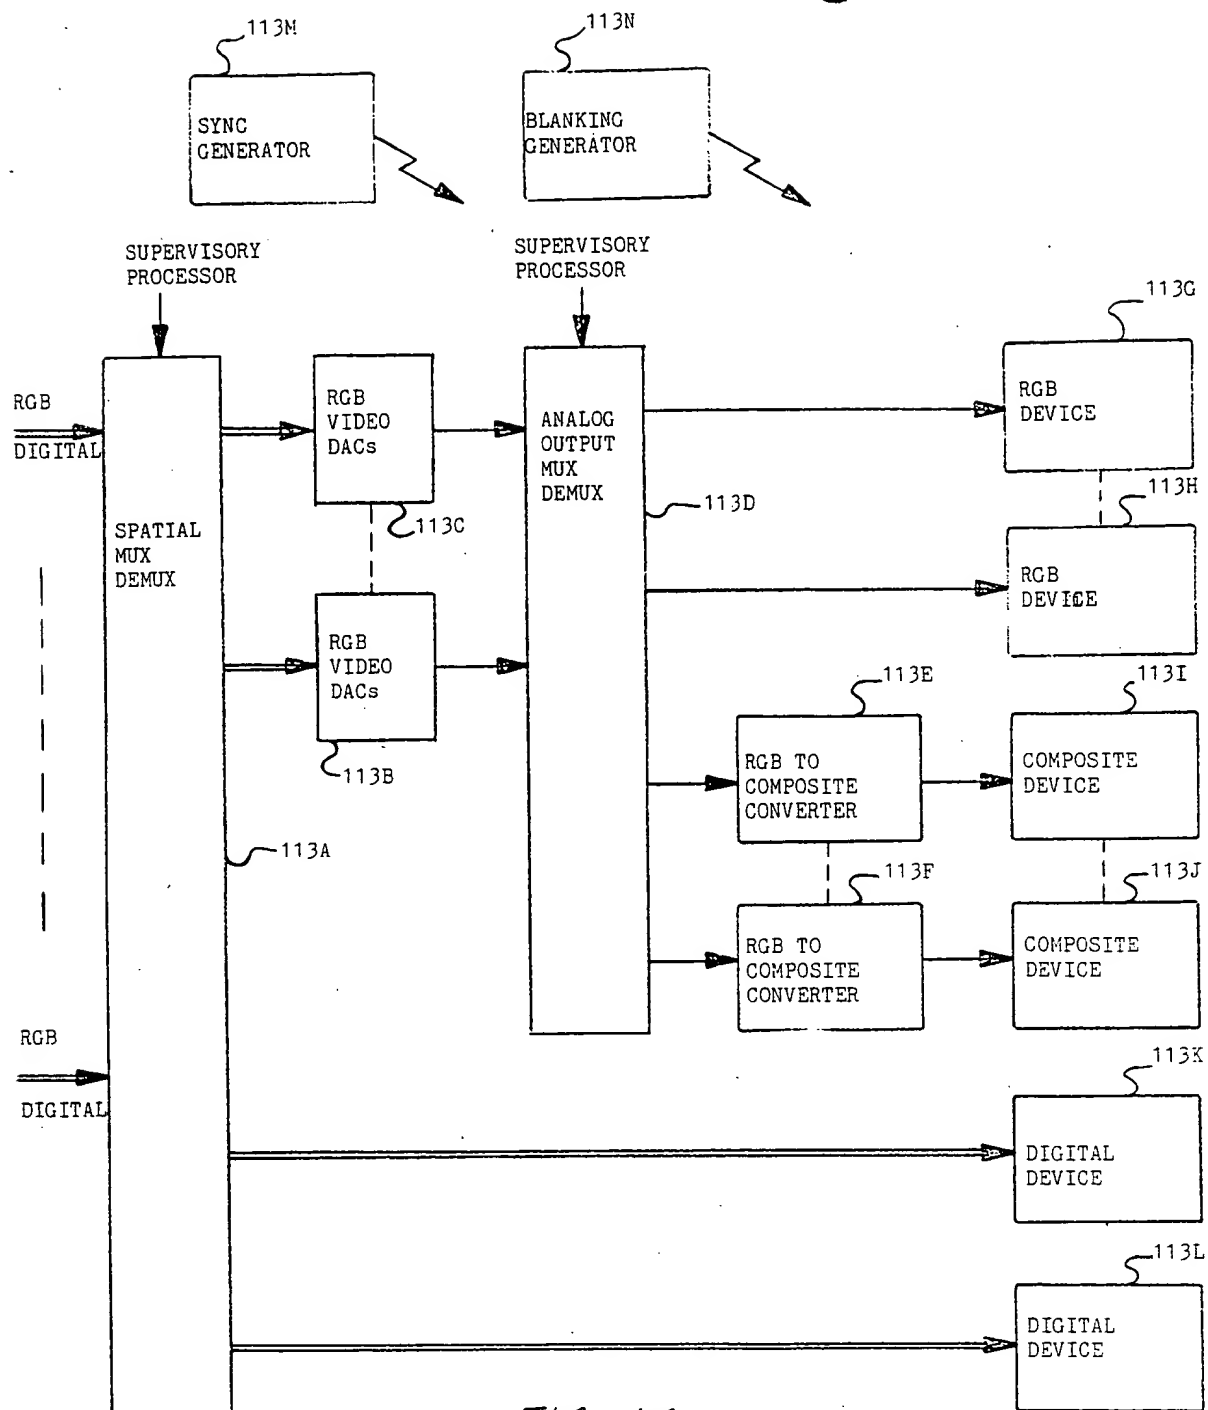 113M
113N
SYNC
GENERATOR
BLANKING
GENERATOR
SUPERVISORY
PROCESSOR
SUPERVISORY
PROCESSOR
113G
RGB
DIGITAL
RGB
VIDEO
DACs
ANALOG
OUTPUT
MUX
DEMUX
RGB
DEVICE
113C
113D
113H
SPATIAL
MUX
DEMUX
RGB
DEVICE
RGB
VIDEO
DACs
113B
113E
113I
RGB TO
COMPOSITE
CONVERTER
COMPOSITE
DEVICE
113A
113F
113J
RGB TO
COMPOSITE
CONVERTER
COMPOSITE
DEVICE
RGB
DIGITAL
113K
DIGITAL
DEVICE
113L
DIGITAL
DEVICE